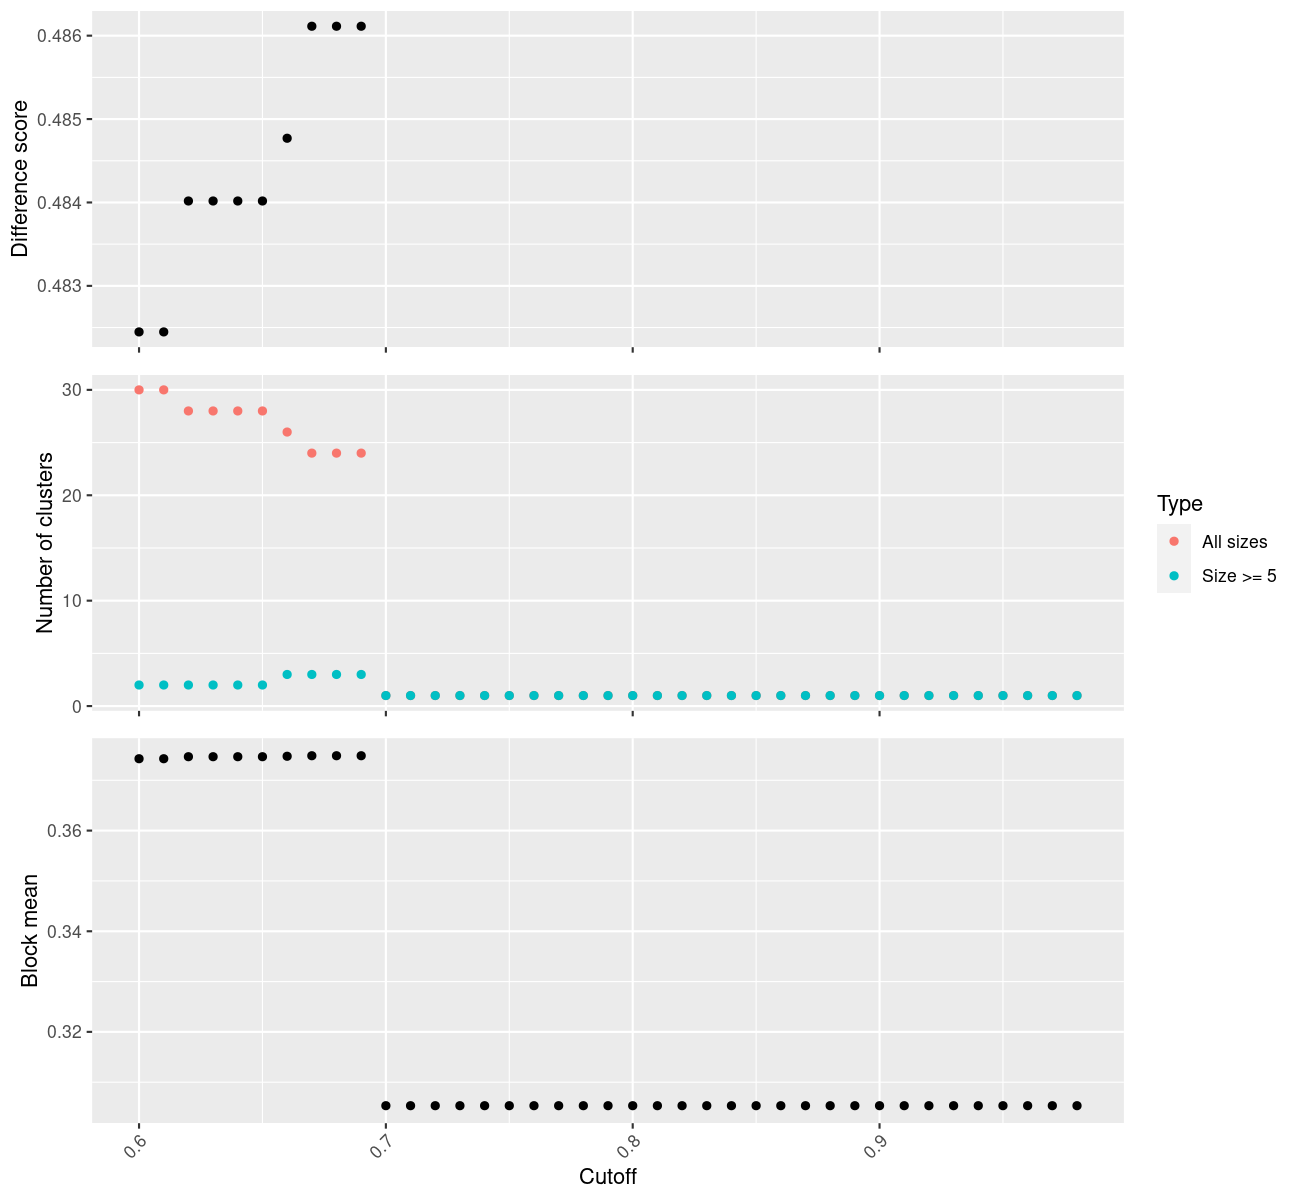 Difference score
0.486
0.485
0.484
0.483
Number of clusters
30
20
10
0
Type
All sizes
Size >= 5
Block mean
0.36
0.34
0.32
0.6
0.7
0.8
0.9
Cutoff